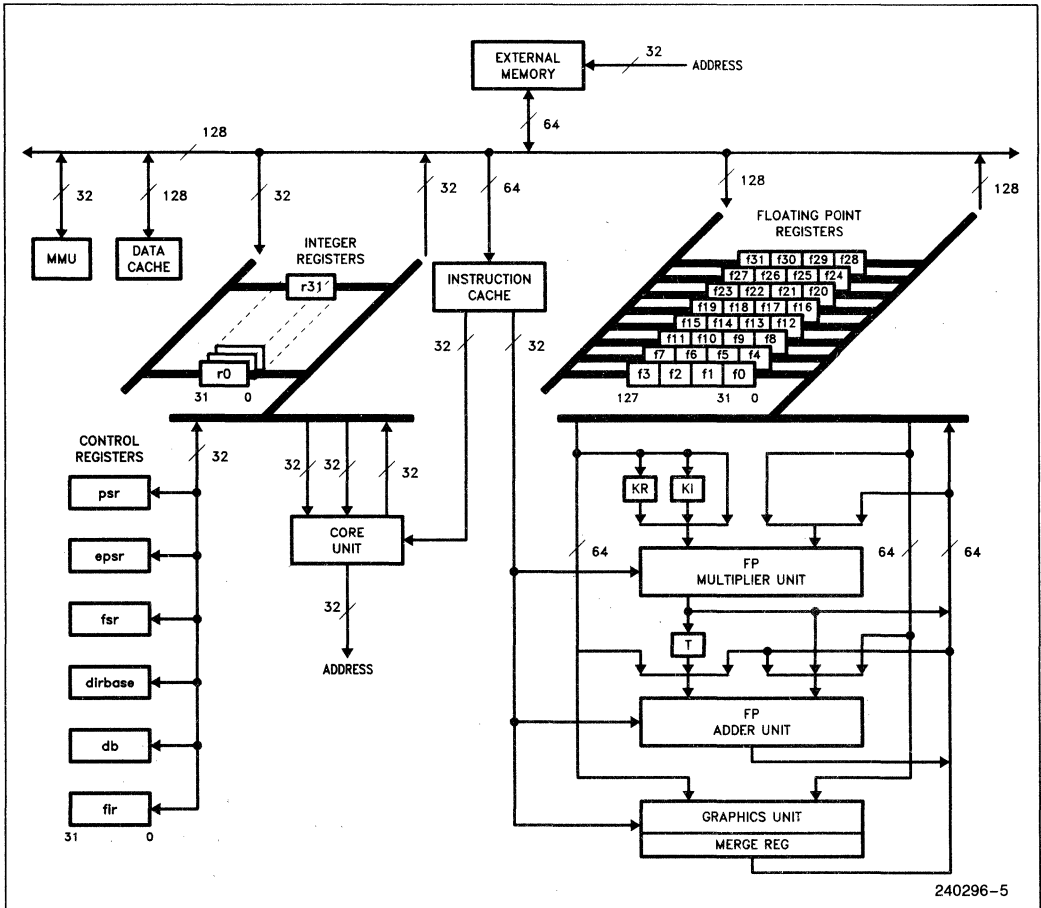 EXTERNAL
MEMORY
32
ADDRESS
64
128
32
128
32
32
64
128
128
MMU
DATA
CACHE
INTEGER
REGISTERS
INSTRUCTION
CACHE
FLOATING POINT
REGISTERS
r31
r0
31 0
f31 f30 f29 f28
f27 f26 f25 f24
f23 f22 f21 f20
f19 f18 f17 f16
f15 f14 f13 f12
f11 f10 f9 f8
f7 f6 f5 f4
f3 f2 f1 f0
127 31 0
32
32
CONTROL
REGISTERS
32
32
32
32
psr
epsr
fsr
dirbase
db
fir
31 0
CORE
UNIT
32
ADDRESS
KR
KI
64
64
64
FP
MULTIPLIER UNIT
T
FP
ADDER UNIT
GRAPHICS UNIT
MERGE REG
240296-5